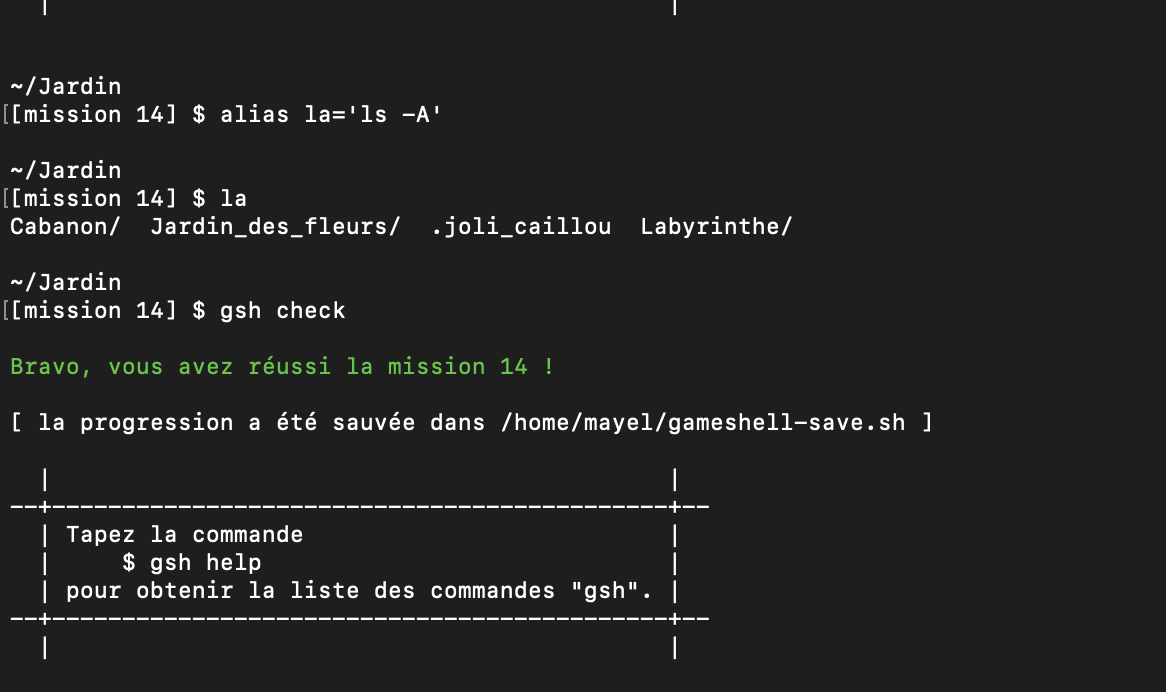 |                                            |
~/Jardin
[[mission 14] $ alias la='ls -A'
~/Jardin
[[mission 14] $ la
Cabanon/  Jardin_des_fleurs/  .joli_caillou  Labyrinthe/
~/Jardin
[[mission 14] $ gsh check
Bravo, vous avez réussi la mission 14 !
[ la progression a été sauvée dans /home/mayel/gameshell-save.sh ]
  |                                            |
--+--------------------------------------------+--
  | Tapez la commande                          |
  |     $ gsh help                             |
  | pour obtenir la liste des commandes "gsh". |
--+--------------------------------------------+--
  |                                            |